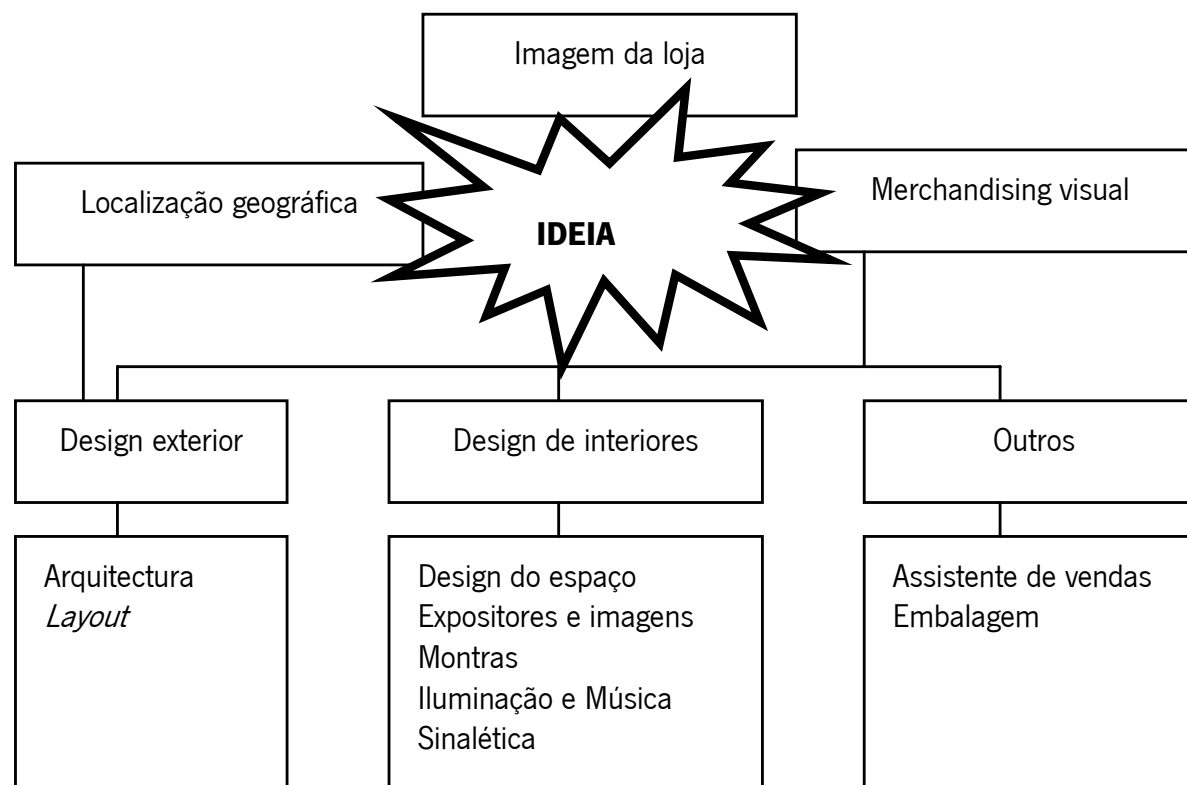 Imagem da loja
Localização geográfica
Merchandising visual
IDEIA
Design exterior
Design de interiores
Outros
Arquitectura
Layout
Design do espaço
Expositores e imagens
Montras
Iluminação e Música
Sinalética
Assistente de vendas
Embalagem